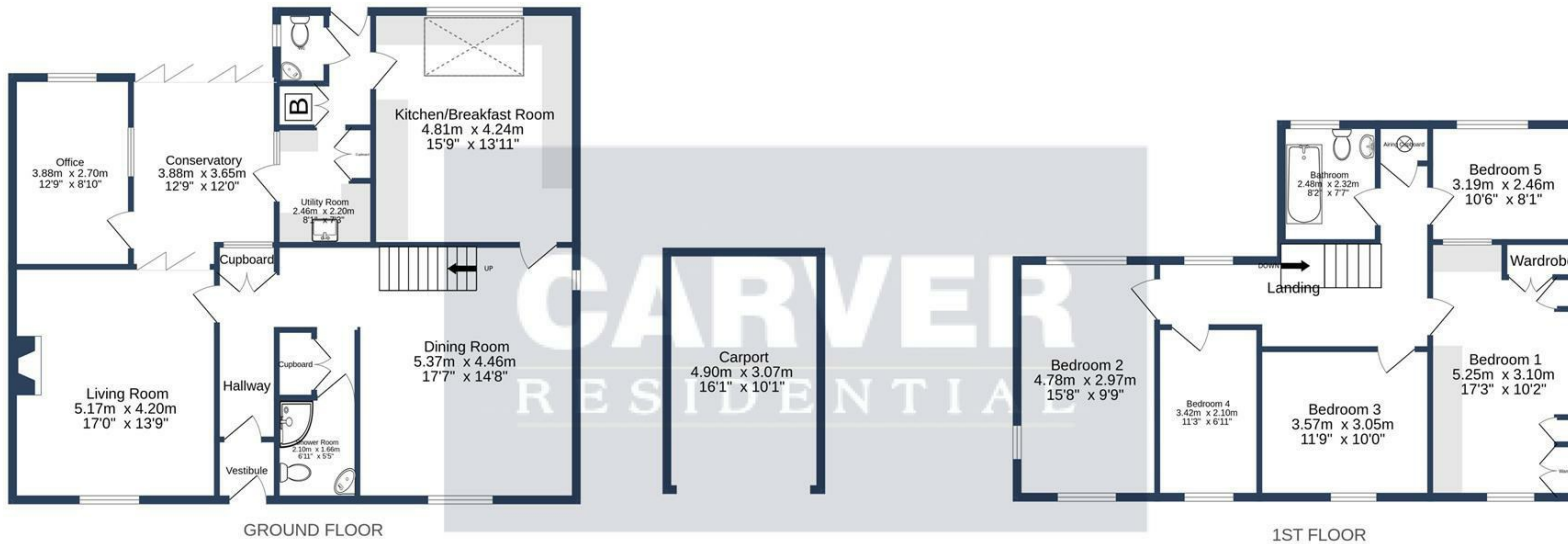 WC
B
Kitchen/Breakfast Room
4.81m x 4.24m
15'9" x 13'11"
Office
3.88m x 2.70m
12'9" x 8'10"
Conservatory
3.88m x 3.65m
12'9" x 12'0"
Cupboard
Utility Room
2.46m x 2.20m
8'1" x 7'3"
Cupboard
UP
Living Room
5.17m x 4.20m
17'0" x 13'9"
Hallway
Cupboard
Dining Room
5.37m x 4.46m
17'7" x 14'8"
Shower Room
2.10m x 1.66m
6'11" x 5'5"
Vestibule
GROUND FLOOR
CARVER
RESIDENTIAL
Carport
4.90m x 3.07m
16'1" x 10'1"
Bathroom
2.48m x 2.32m
8'2" x 7'7"
Airing Cupboard
Bedroom 5
3.19m x 2.46m
10'6" x 8'1"
DOWN
Landing
Wardrobe
Bedroom 2
4.78m x 2.97m
15'8" x 9'9"
Bedroom 4
3.42m x 2.10m
11'3" x 6'11"
Bedroom 3
3.57m x 3.05m
11'9" x 10'0"
Bedroom 1
5.25m x 3.10m
17'3" x 10'2"
1ST FLOOR